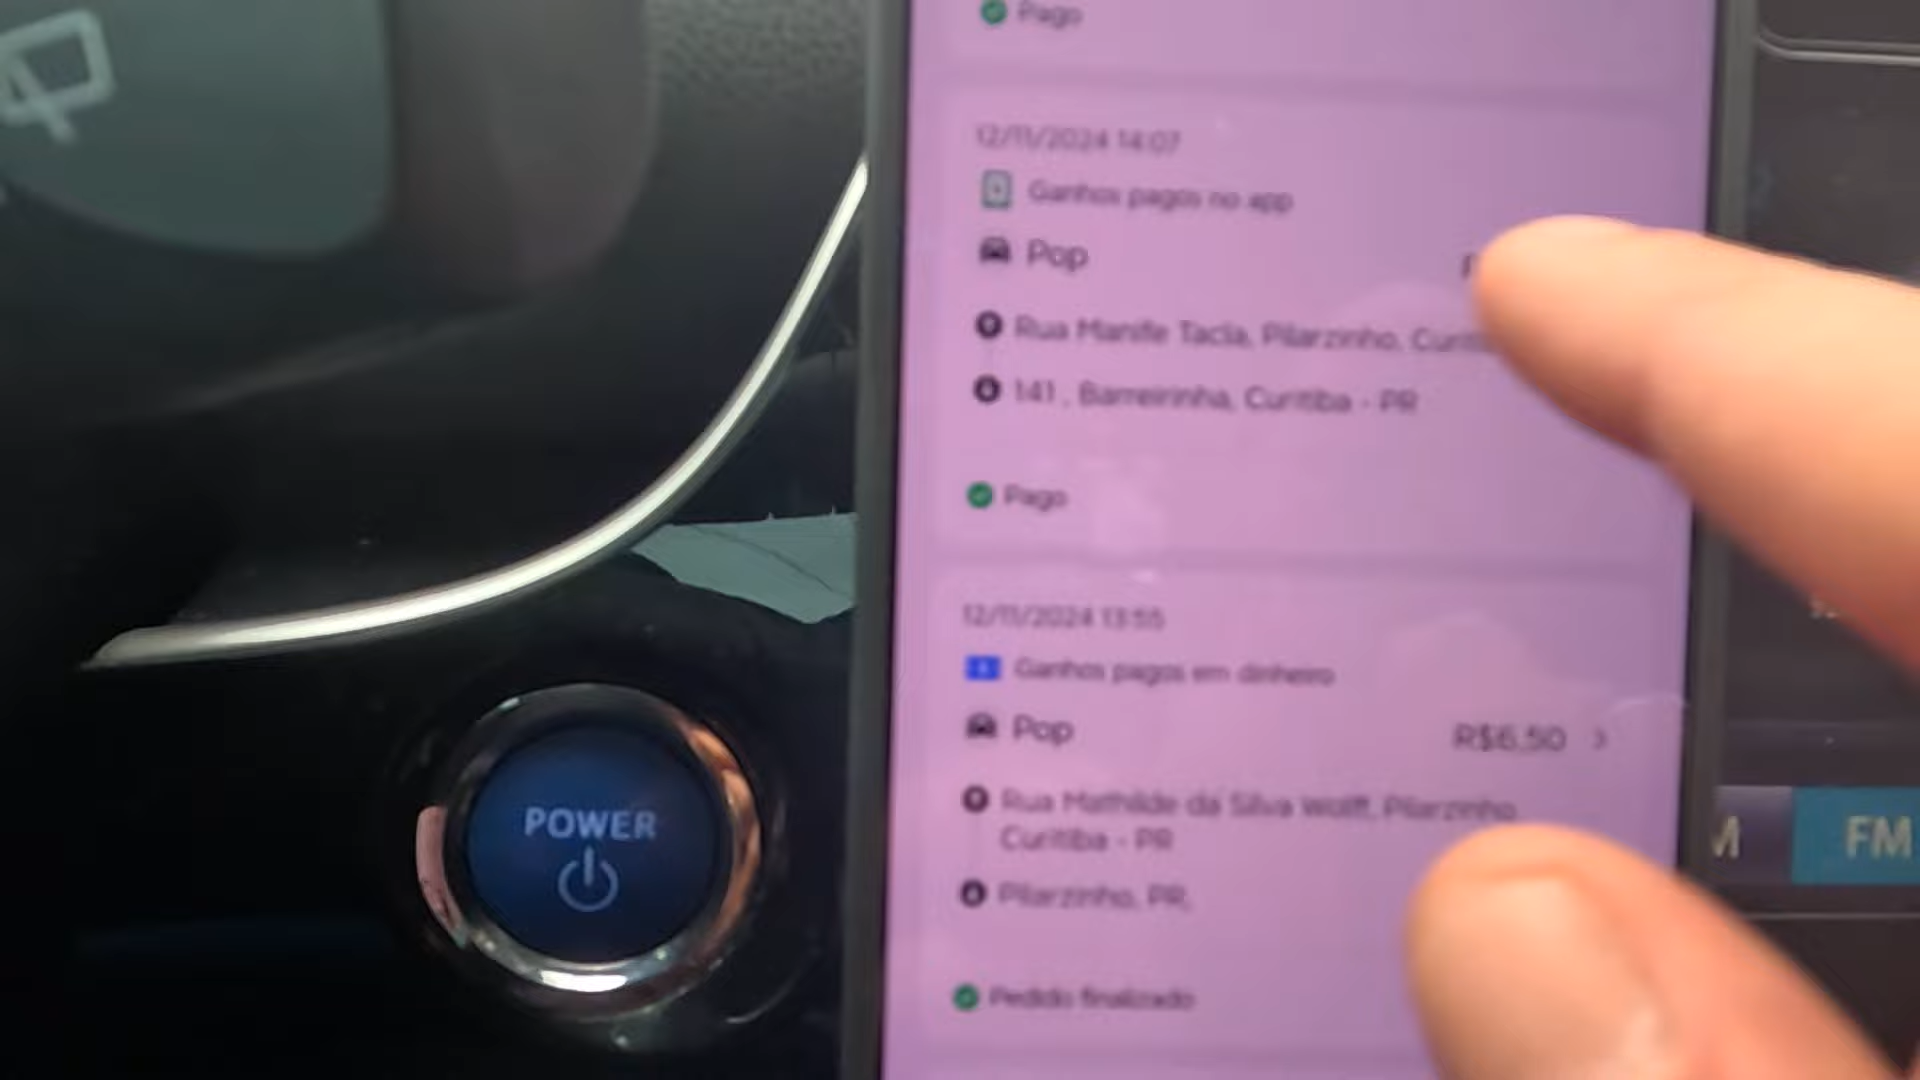 Pago
12/11/2024 14:07
Ganhos pagos no app
Pop
Rua Manife Tacla, Pilarzinho,
141 , Barreirinha, Curitiba - PR
Pago
12/11/2024 13:55
Ganhos pagos em dinheiro
Pop
R$6,50
Rua Mathilde da Silva Wolff, Pilarzinho
Curitiba - PR
Pilarzinho, PR,
Pedido finalizado
POWER
FM